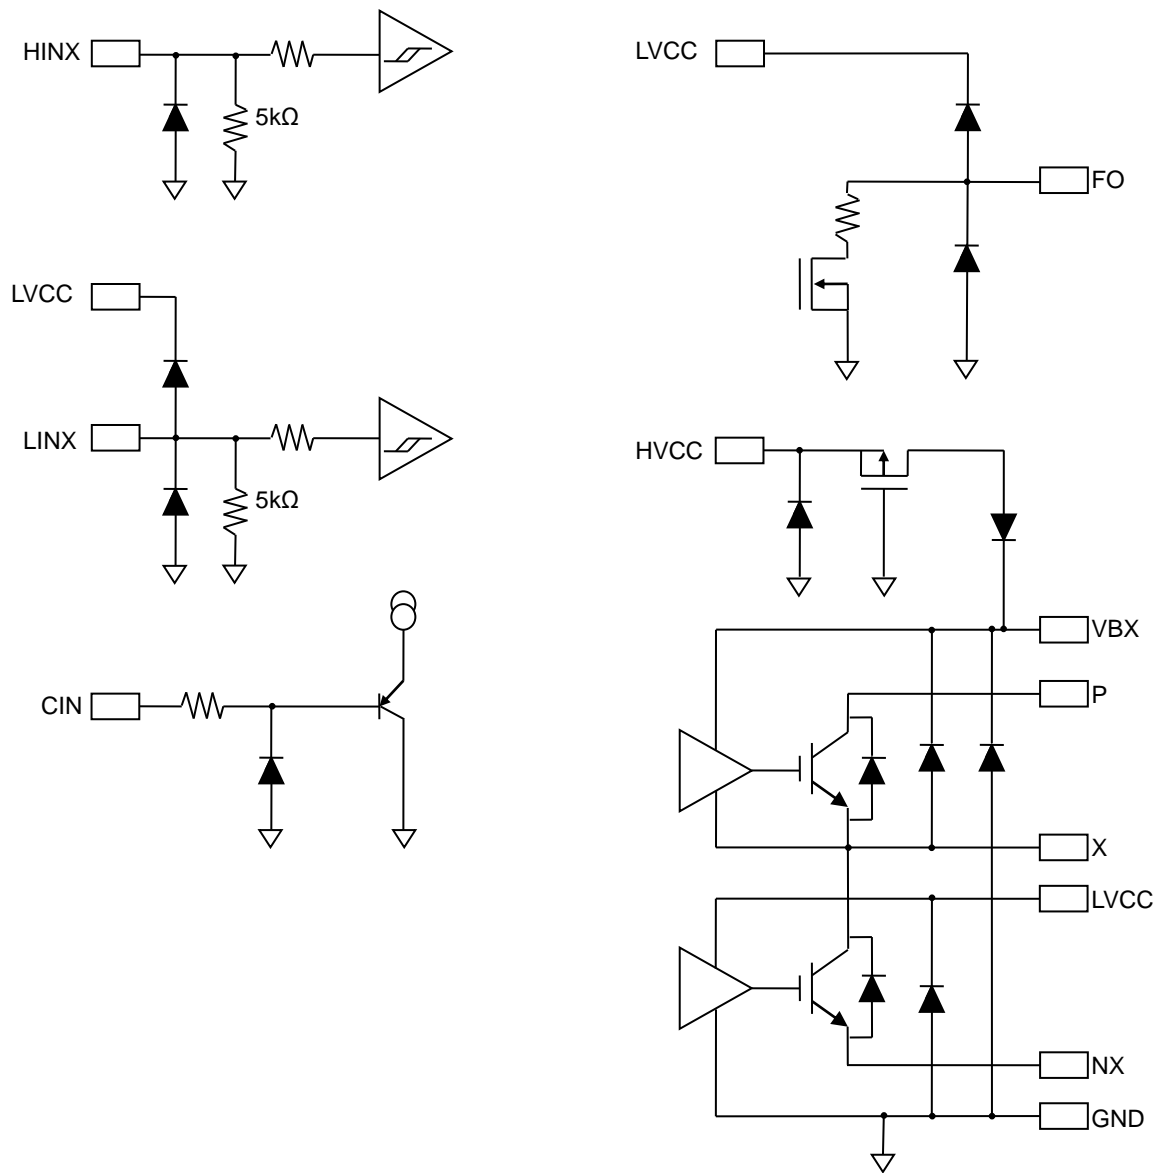 HINX
5kΩ
LVCC
LINX
5kΩ
CIN
LVCC
FO
HVCC
VBX
P
X
LVCC
NX
GND